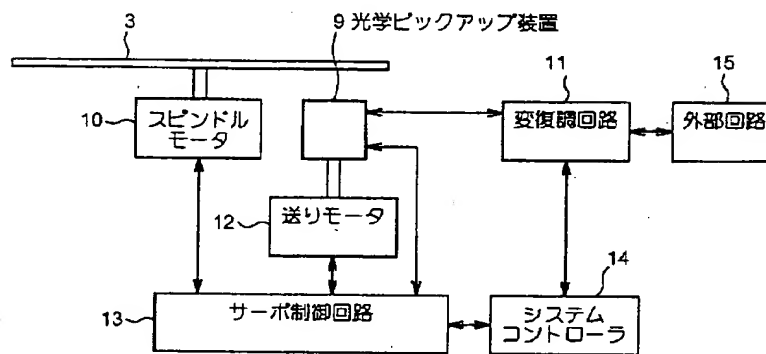 3
9 光学ピックアップ装置
10
スピンドル
モータ
11
変復調回路
15
外部回路
12
送りモータ
13
サーボ制御回路
14
システム
コントローラ